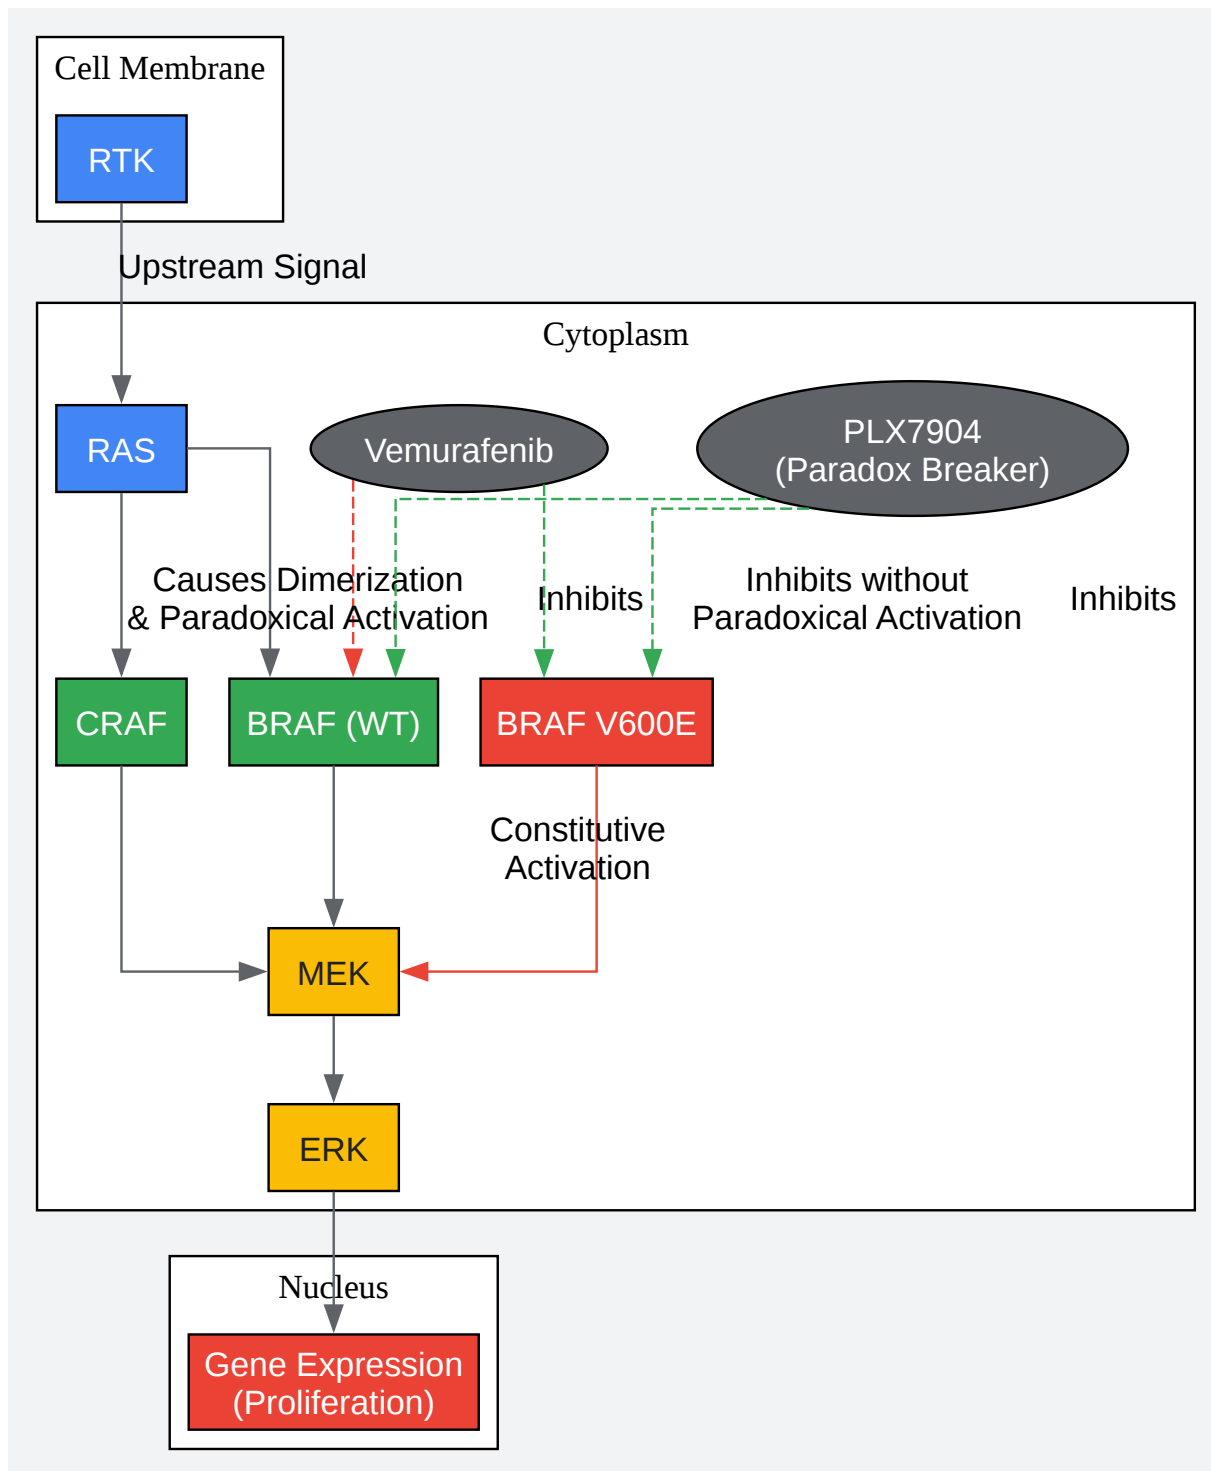 Cell Membrane
RTK
Upstream Signal
Cytoplasm
RAS
Vemurafenib
PLX7904
(Paradox Breaker)
Causes Dimerization
& Paradoxical Activation
Inhibits
Inhibits without
Paradoxical Activation
Inhibits
CRAF
BRAF (WT)
BRAF V600E
Constitutive
Activation
MEK
ERK
Nucleus
Gene Expression
(Proliferation)